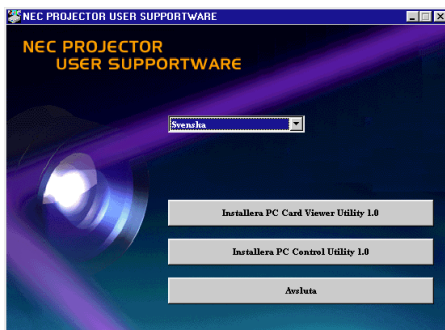 NEC PROJECTOR USER SUPPORTWARE
NEC PROJECTOR
USER SUPPORTWARE
Svenska
Installera PC Card Viewer Utility 1.0
Installera PC Control Utility 1.0
Avsluta